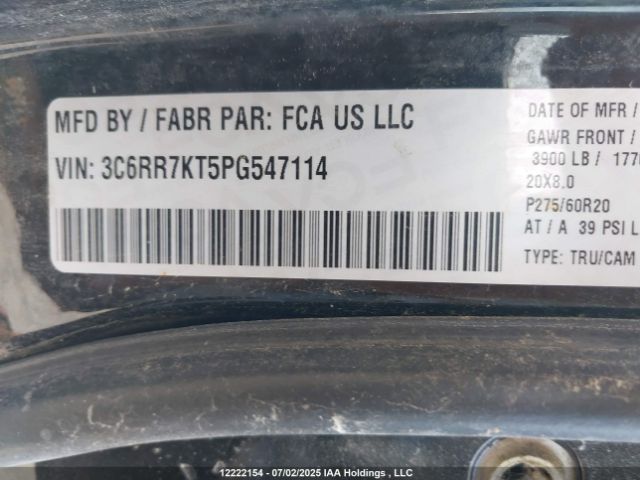 MFD BY / FABR PAR: FCA US LLC
VIN: 3C6RR7KT5PG547114
DATE OF MFR /
GAWR FRONT /
3900 LB / 177
20X8.0
P275/60R20
AT / A 39 PSI L
TYPE: TRU/CAM
12222154 - 07/02/2025 IAA Holdings , LLC